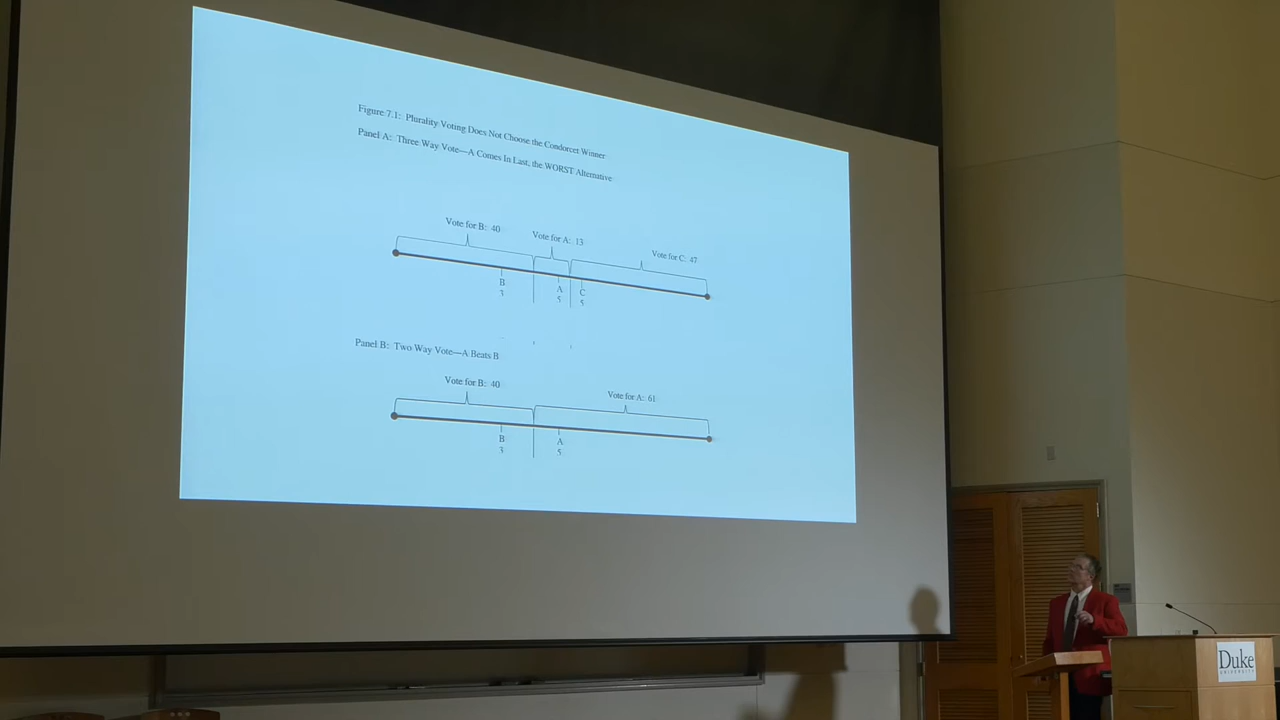 Figure 7.1: Plurality Voting Does Not Choose the Condorcet Winner
Panel A: Three Way Vote—A Comes In Last, the WORST Alternative
Vote for B: 40
Vote for A: 13
Vote for C: 47
B
A
C
Panel B: Two Way Vote—A Beats B
Vote for B: 40
Vote for A: 61
B
A
Duke
UNIVERSITY